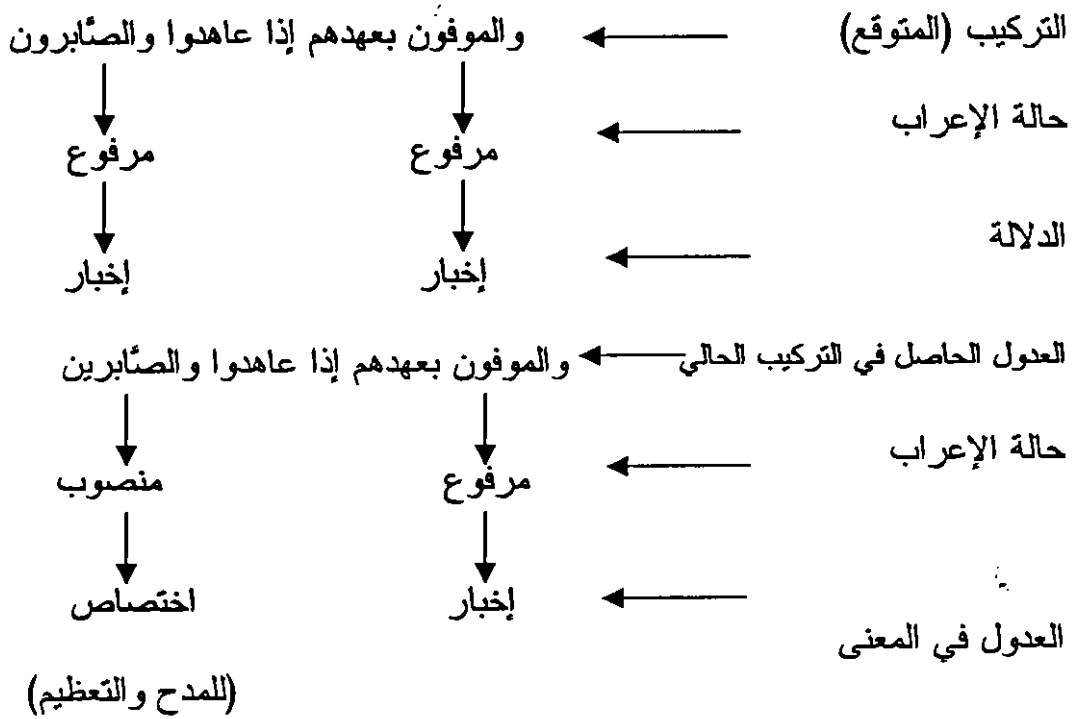 التركيب (المتوقع) والموفون بعهدهم إذا عاهدوا والصَّابرون
حالة الإعراب
مرفوع مرفوع
الدلالة
إخبار إخبار
العدول الحاصل في التركيب الحالي والموفون بعهدهم إذا عاهدوا والصَّابرين
حالة الإعراب
مرفوع منصوب
إخبار اختصاص
العدول في المعنى
(للمدح والتعظيم)